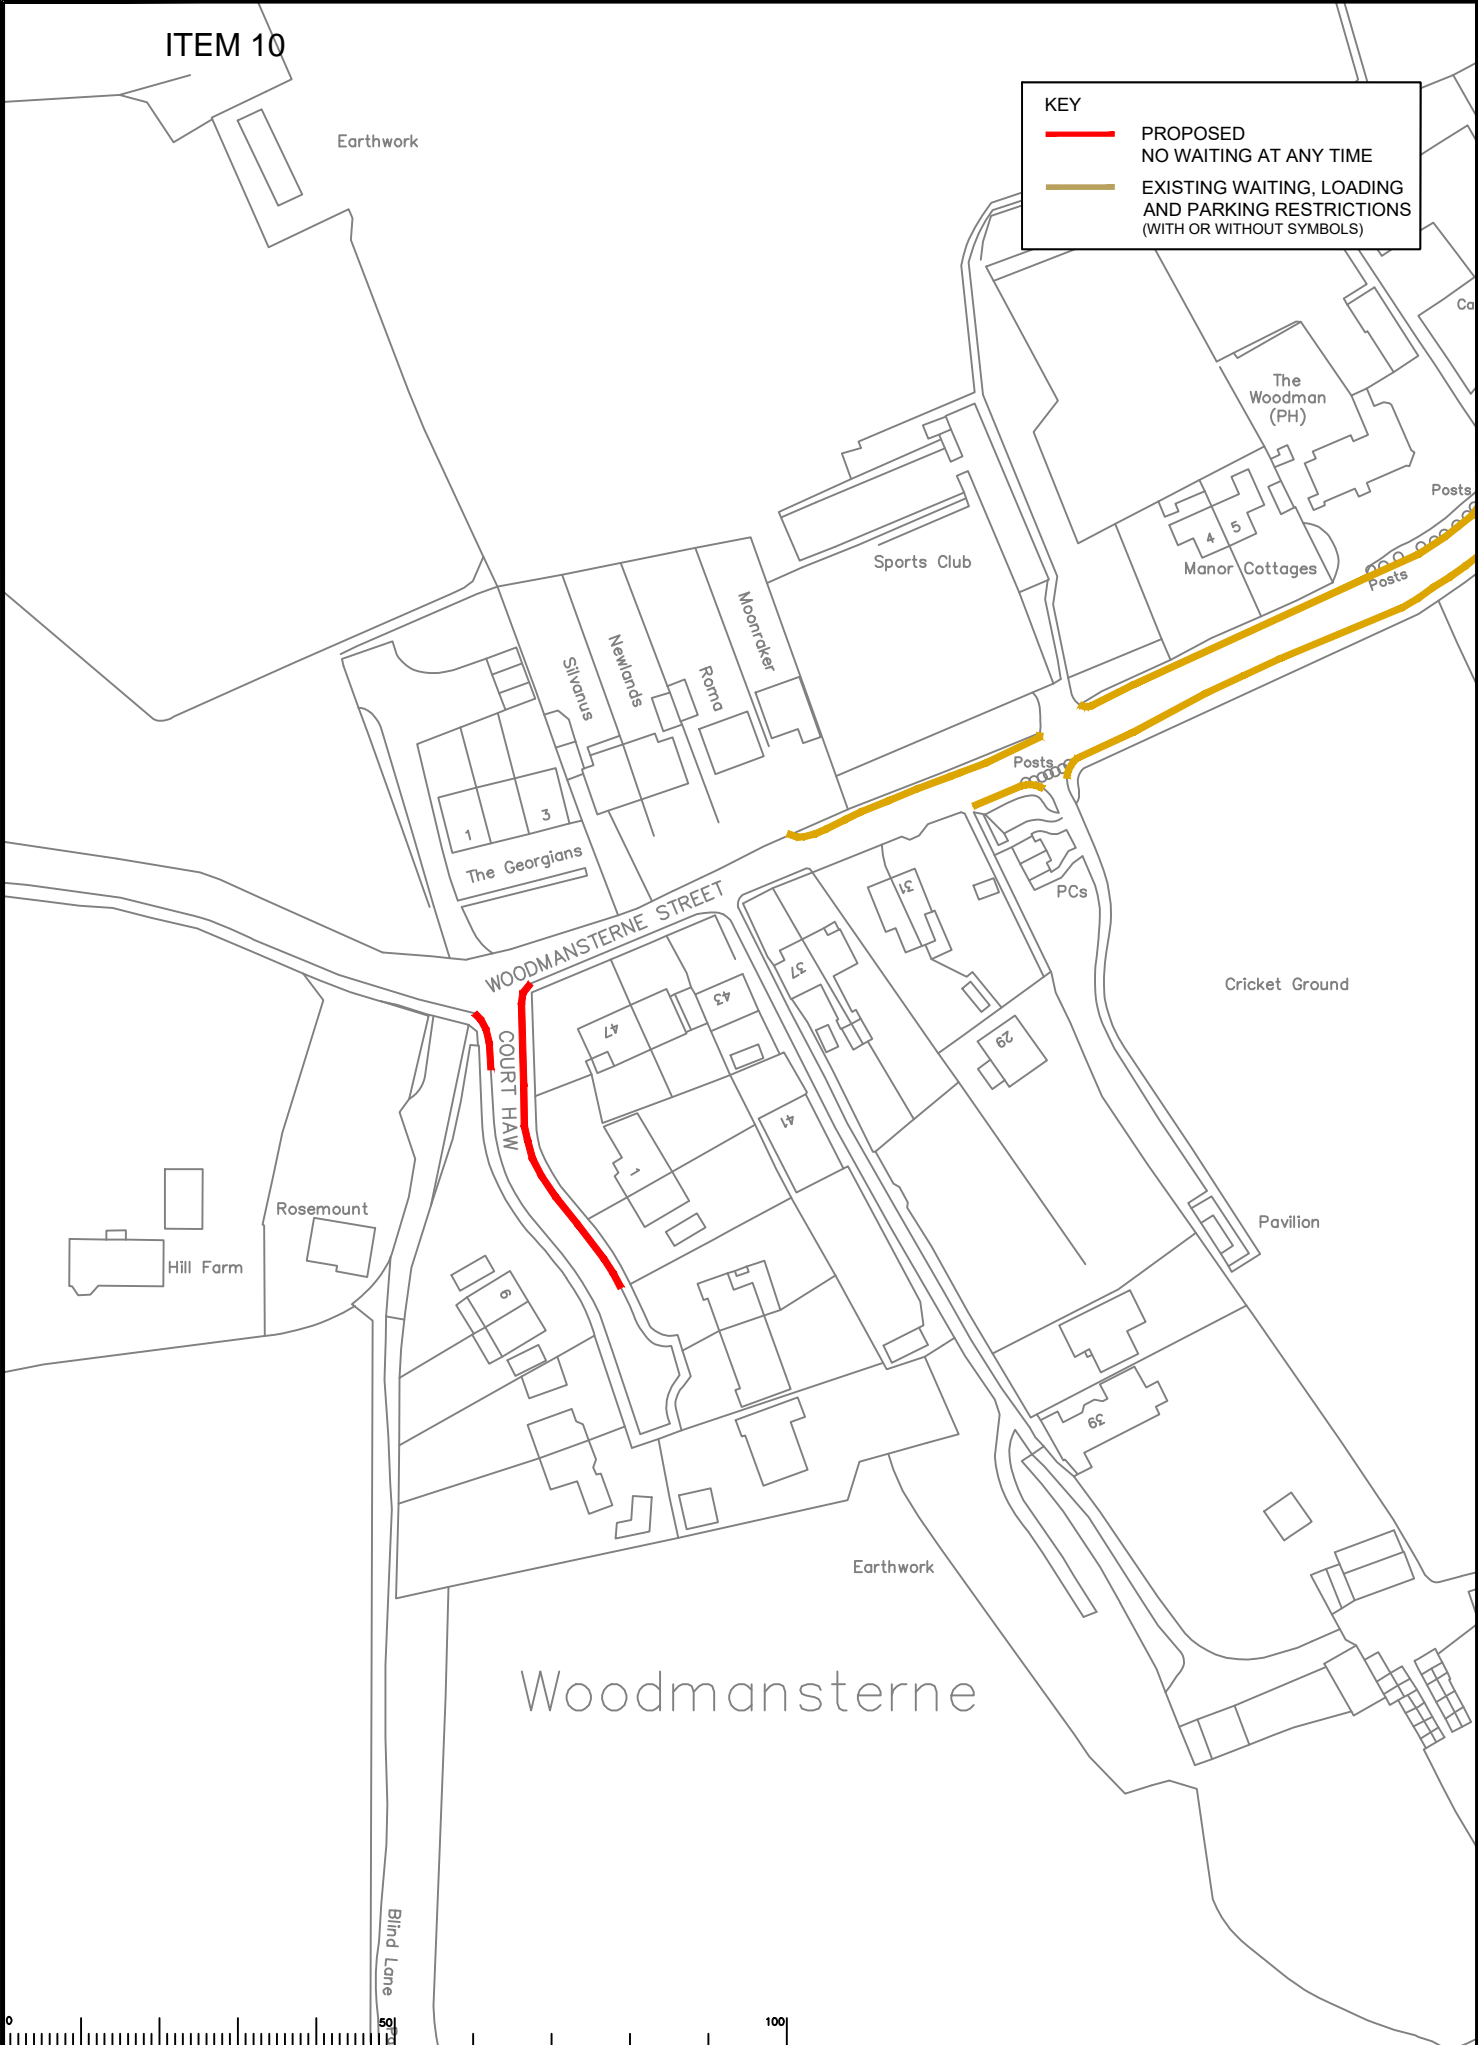 ITEM 10
KEY
PROPOSED
NO WAITING AT ANY TIME
EXISTING WAITING, LOADING
AND PARKING RESTRICTIONS
(WITH OR WITHOUT SYMBOLS)
Earthwork
Ca
The
Woodman
(PH)
Posts
4
5
Manor Cottages
Posts
Sports Club
Moonraker
Newlands
Silvanus
Roma
Posts
1
3
The Georgians
PCs
31
WOODMANSTERNE STREET
37
Cricket Ground
43
47
29
COURT HAW
41
1
Rosemount
Pavilion
Hill Farm
6
39
Earthwork
Woodmansterne
Blind Lane
0
50
100